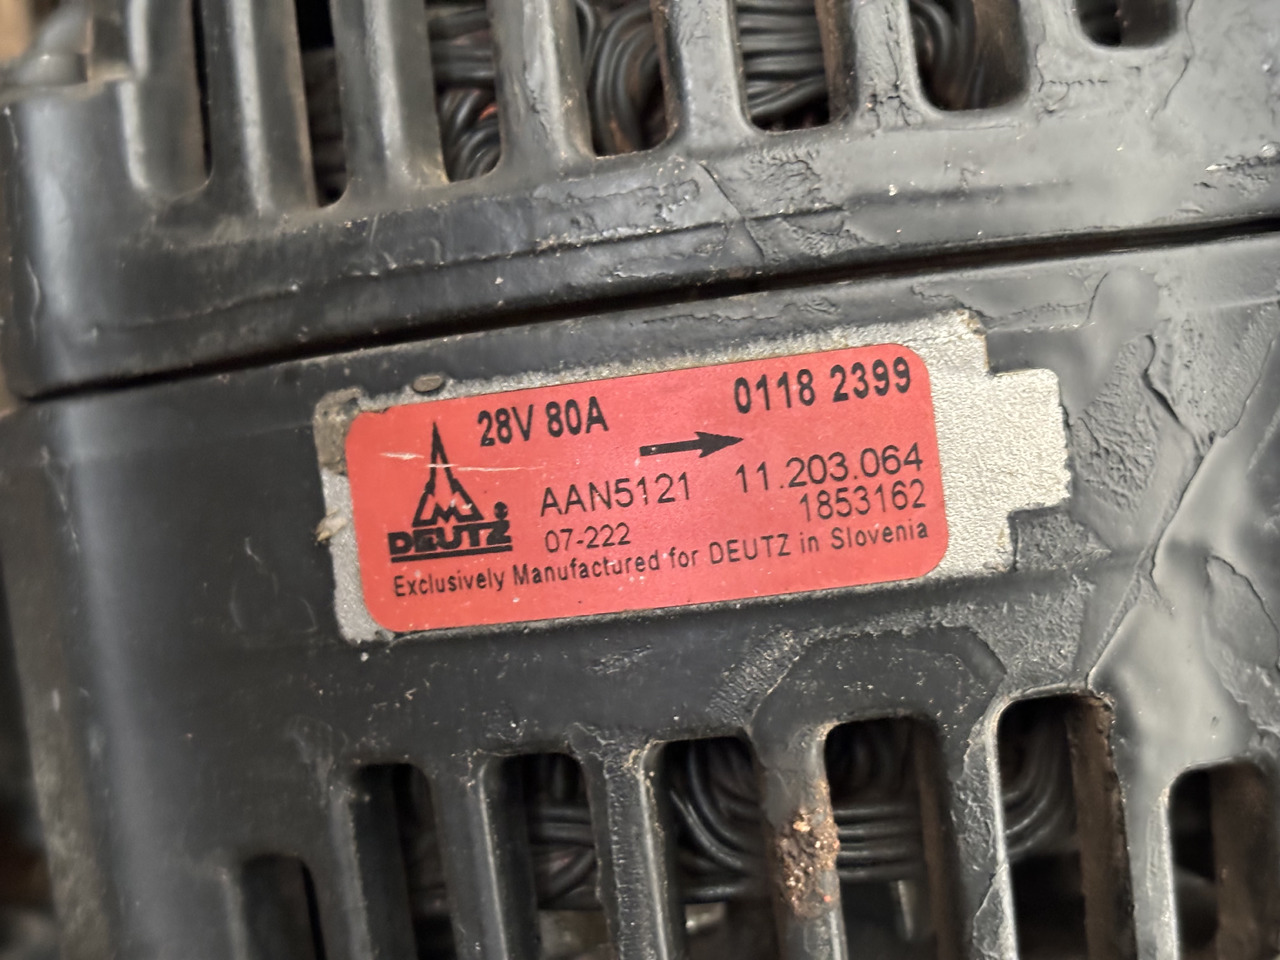 28V 80A 0118 2399
AAN5121 11.203.064
07-222 1853162
DEUTZ
Exclusively Manufactured for DEUTZ in Slovenia